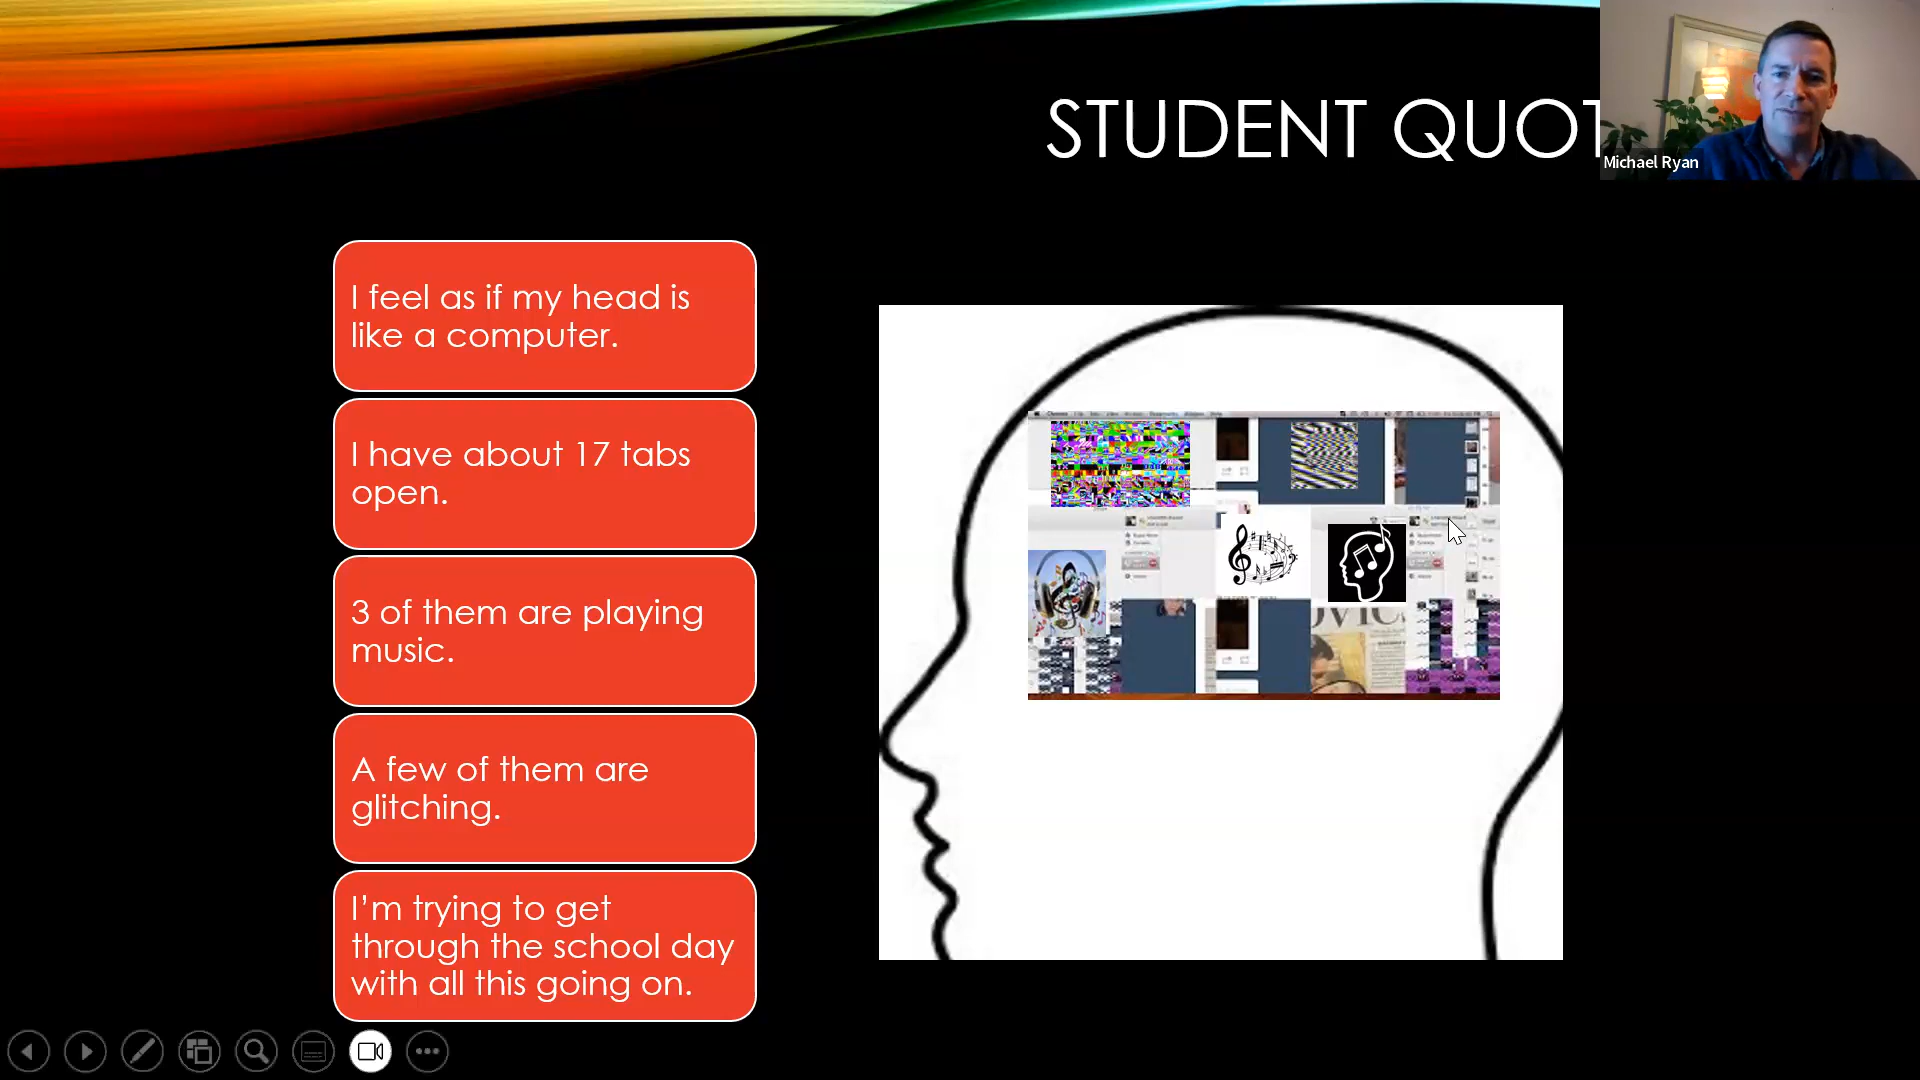 STUDENT QUOT
Michael Ryan
I feel as if my head is
like a computer.
I have about 17 tabs
open.
3 of them are playing
music.
A few of them are
glitching.
I’m trying to get
through the school day
with all this going on.
OVIC